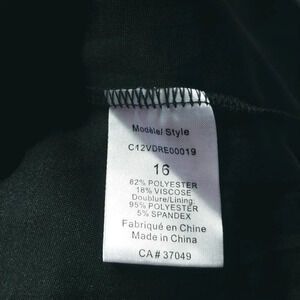 Modèle/ Style
C12VDRE00019
16
82% POLYESTER
18% VISCOSE
Doublure/Lining:
95% POLYESTER
5% SPANDEX
Fabriqué en Chine
Made in China
CA# 37049